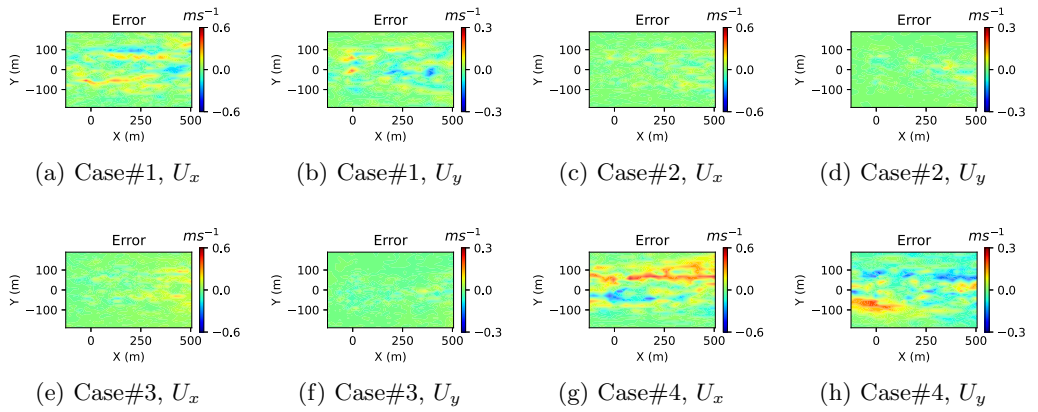 Error ms⁻¹
0.6
100
Y (m)
0
0.0
−100
−0.6
0 250 500
X (m)
(a) Case#1, Uₓ
Error ms⁻¹
0.3
100
Y (m)
0
0.0
−100
−0.3
0 250 500
X (m)
(b) Case#1, U_y
Error ms⁻¹
0.6
100
Y (m)
0
0.0
−100
−0.6
0 250 500
X (m)
(c) Case#2, Uₓ
Error ms⁻¹
0.3
100
Y (m)
0
0.0
−100
−0.3
0 250 500
X (m)
(d) Case#2, U_y
Error ms⁻¹
0.6
100
Y (m)
0
0.0
−100
−0.6
0 250 500
X (m)
(e) Case#3, Uₓ
Error ms⁻¹
0.3
100
Y (m)
0
0.0
−100
−0.3
0 250 500
X (m)
(f) Case#3, U_y
Error ms⁻¹
0.6
100
Y (m)
0
0.0
−100
−0.6
0 250 500
X (m)
(g) Case#4, Uₓ
Error ms⁻¹
0.3
100
Y (m)
0
0.0
−100
−0.3
0 250 500
X (m)
(h) Case#4, U_y